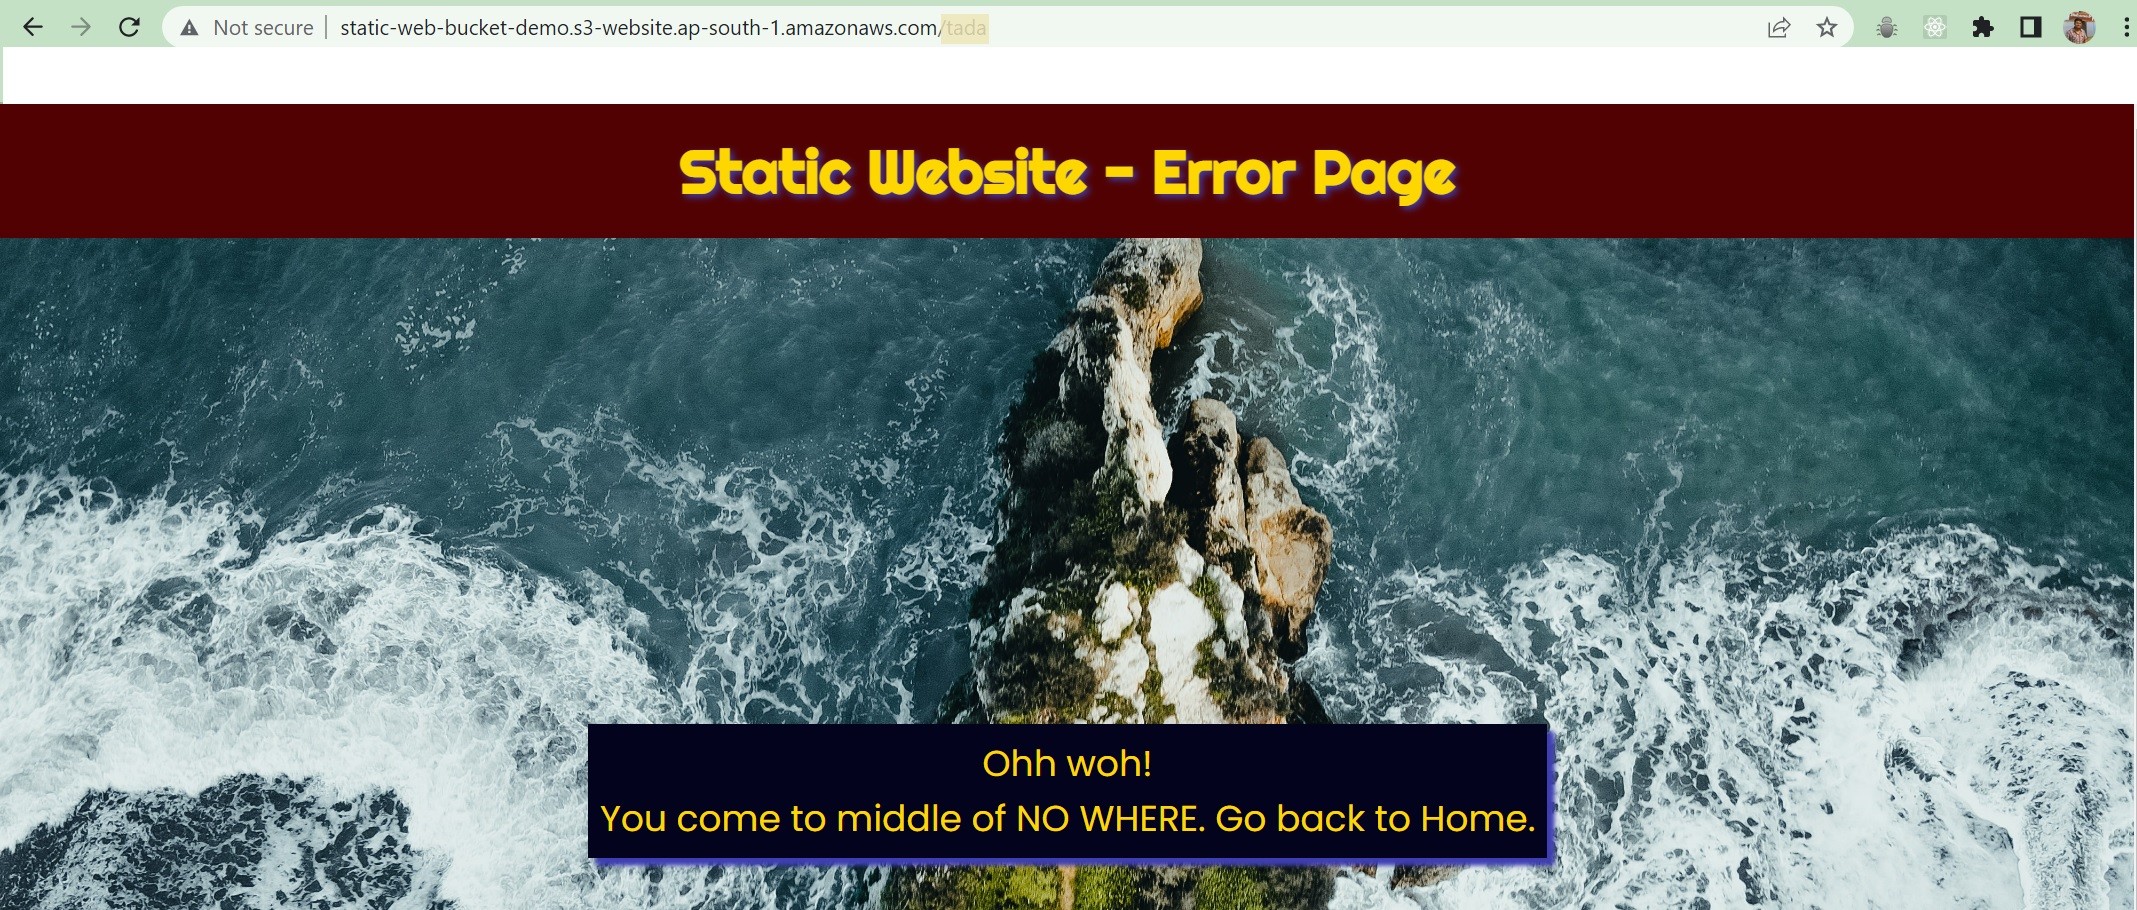 Not secure | static-web-bucket-demo.s3-website.ap-south-1.amazonaws.com/tada
Static Website - Error Page
Ohh woh!
You come to middle of NO WHERE. Go back to Home.